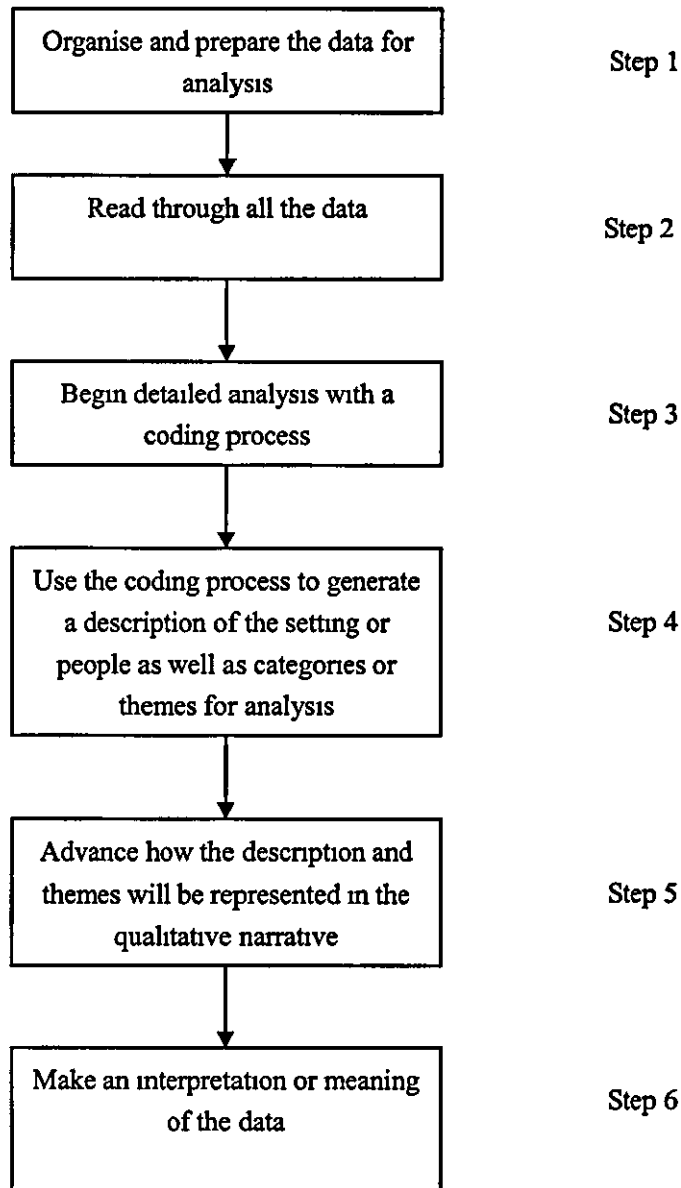 Organise and prepare the data for
analysis
Step 1
Read through all the data
Step 2
Begin detailed analysis with a
coding process
Step 3
Use the coding process to generate
a description of the setting or
people as well as categories or
themes for analysis
Step 4
Advance how the description and
themes will be represented in the
qualitative narrative
Step 5
Make an interpretation or meaning
of the data
Step 6